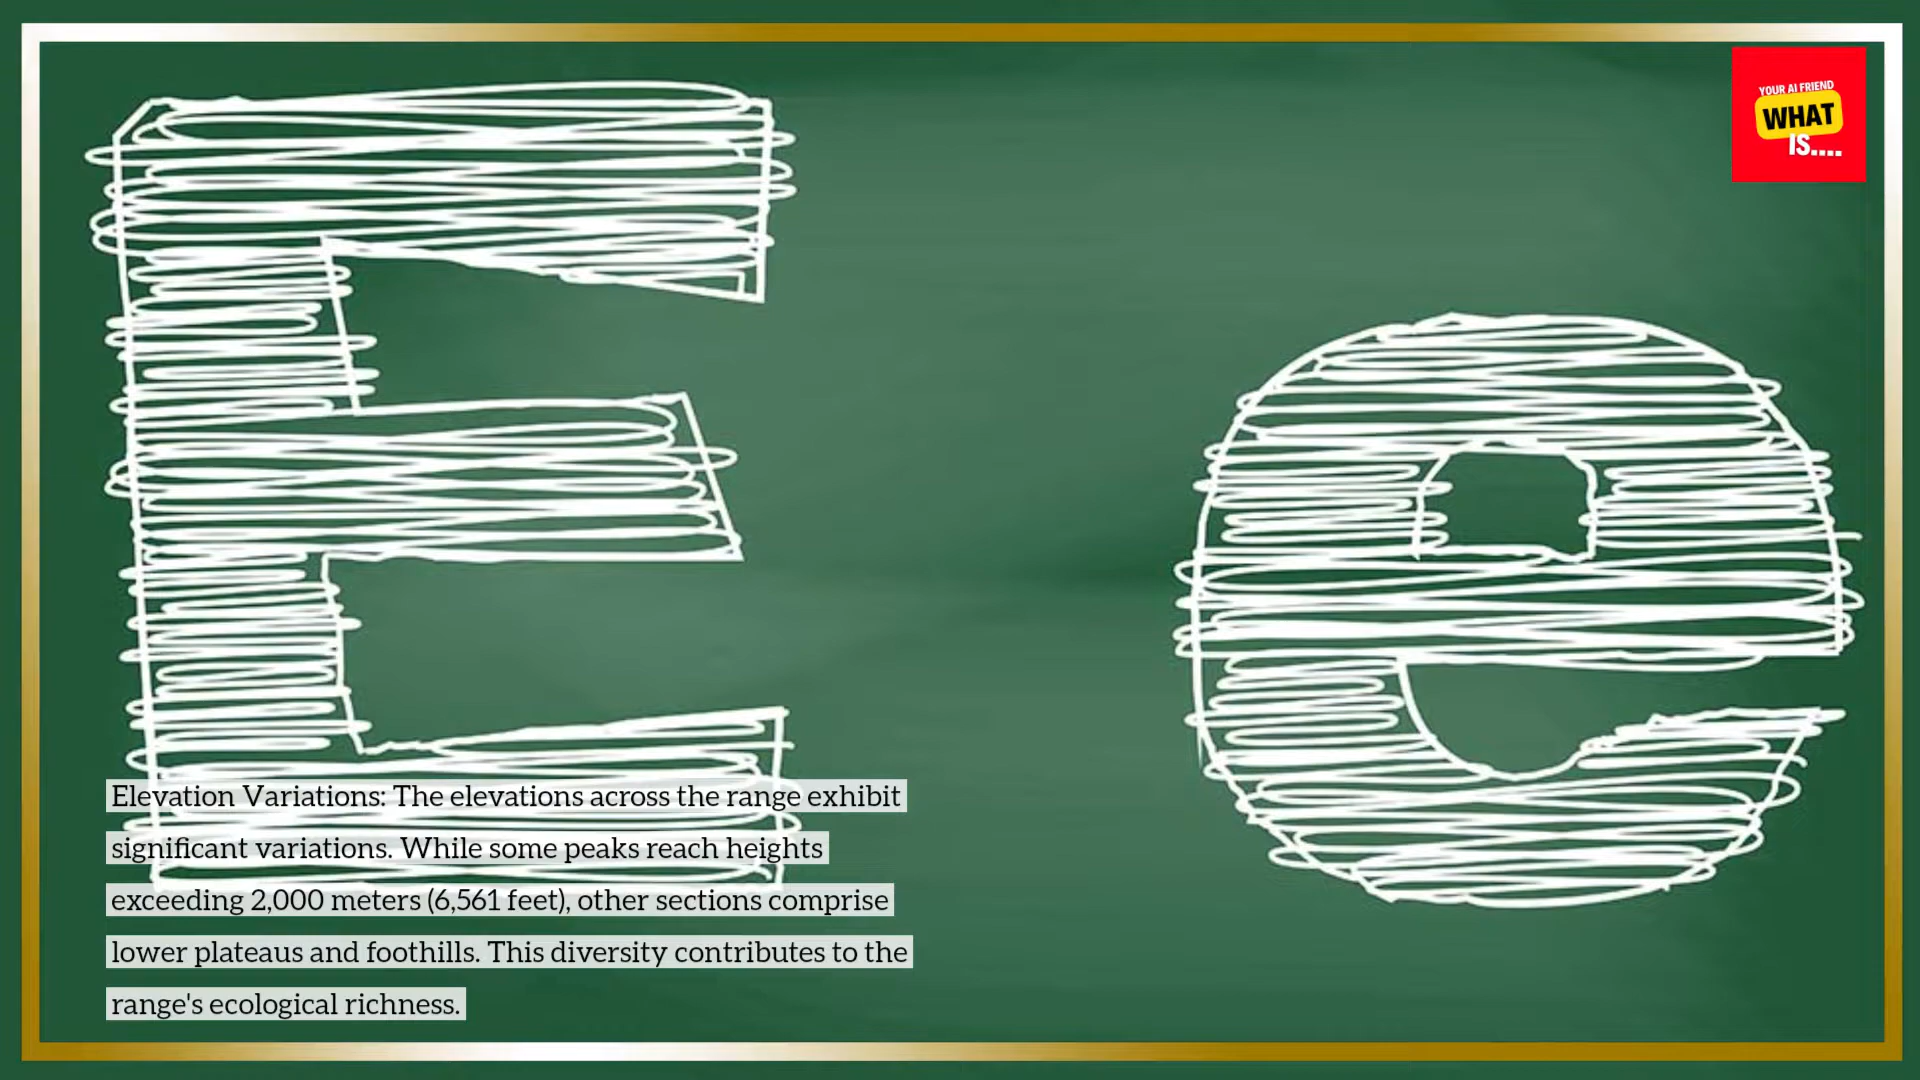 E e
YOUR AI FRIEND
WHAT
IS....
Elevation Variations: The elevations across the range exhibit
significant variations. While some peaks reach heights
exceeding 2,000 meters (6,561 feet), other sections comprise
lower plateaus and foothills. This diversity contributes to the
range's ecological richness.